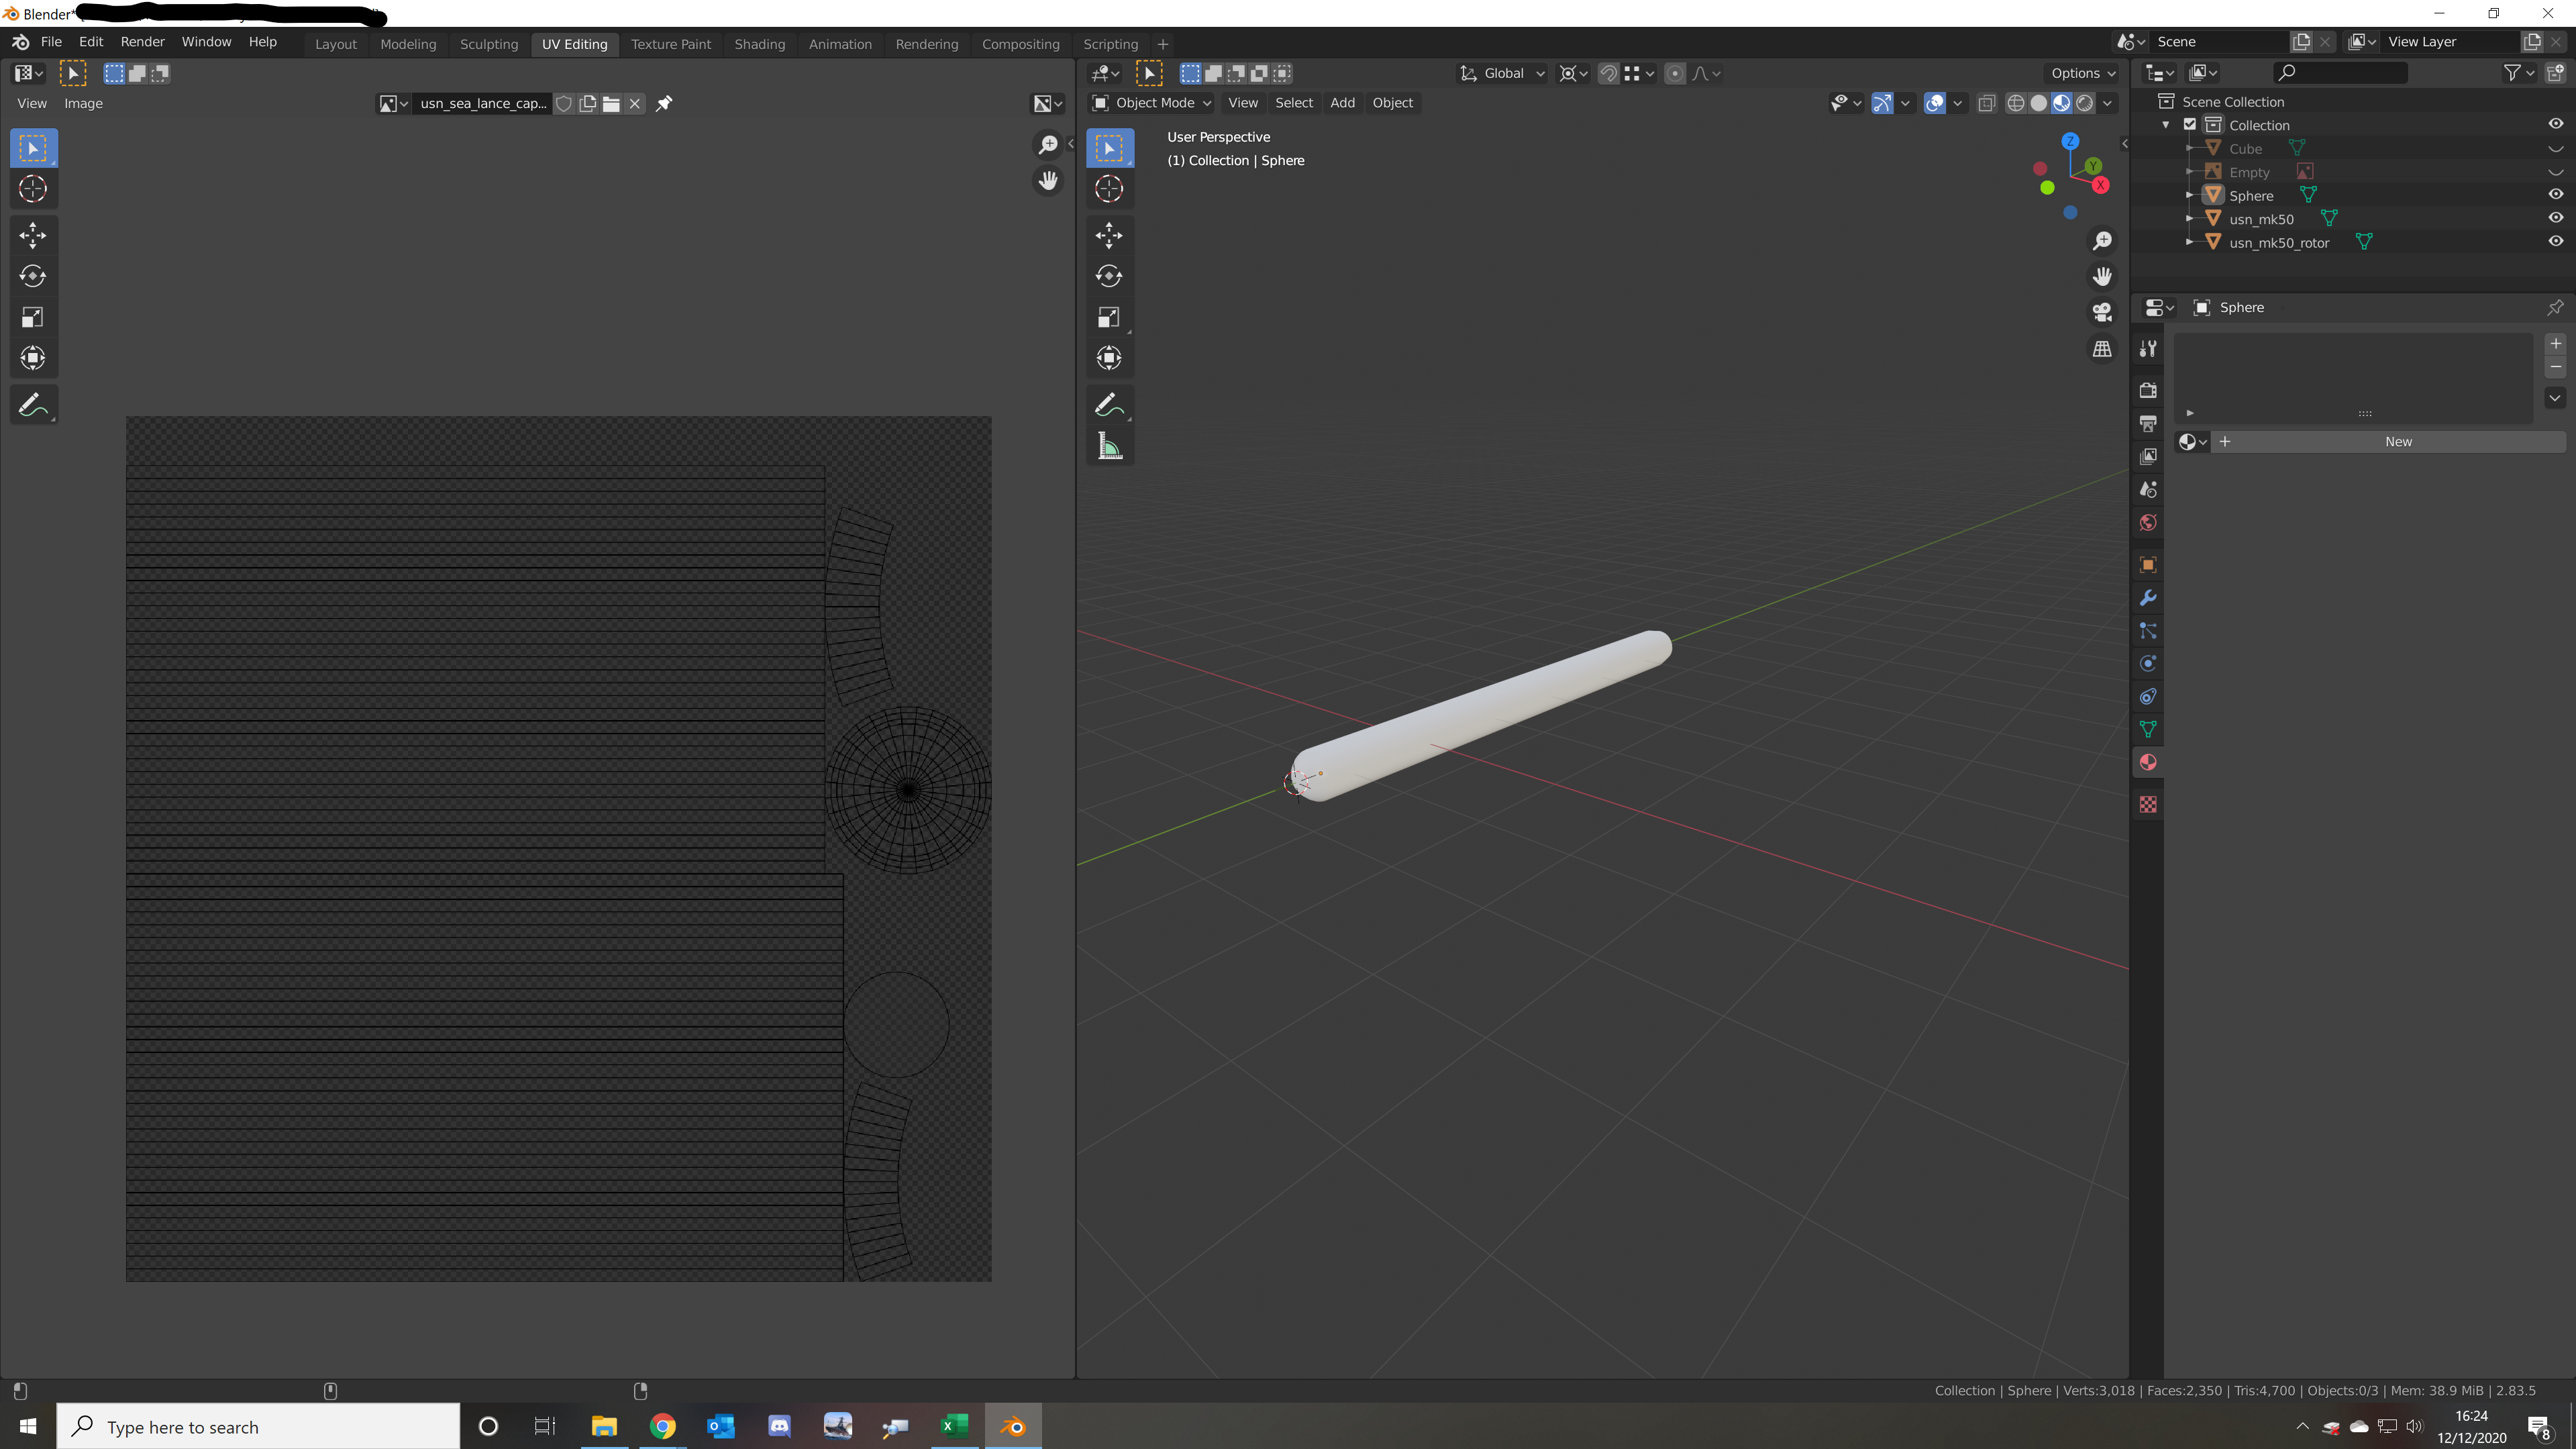 Blender*
File Edit Render Window Help Layout Modeling Sculpting UV Editing Texture Paint Shading Animation Rendering Compositing Scripting Scene View Layer
Global Options
View Image usn_sea_lance_cap... Object Mode View Select Add Object
User Perspective
(1) Collection | Sphere
Z
Y
X
Scene Collection
Collection
Cube
Empty
Sphere
usn_mk50
usn_mk50_rotor
Sphere
New
Collection | Sphere | Verts:3,018 | Faces:2,350 | Tris:4,700 | Objects:0/3 | Mem: 38.9 MiB | 2.83.5
Type here to search
16:24
12/12/2020
8